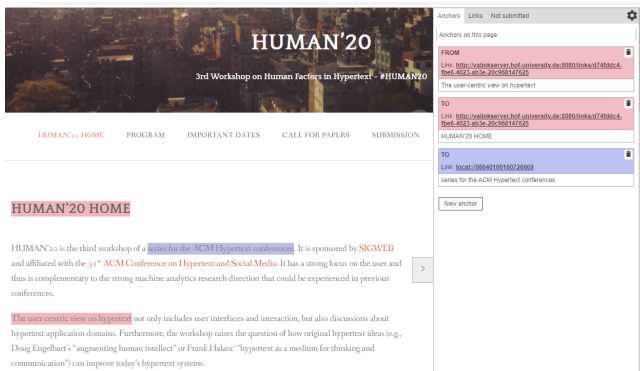 HUMAN'20
3rd Workshop on Human Factors in Hypertext – #HUMAN20
HUMAN'20 HOME PROGRAM IMPORTANT DATES CALL FOR PAPERS SUBMISSION
HUMAN'20 HOME
HUMAN'20 is the third workshop of a series for the ACM Hypertext conferences. It is sponsored by SIGWEB
and affiliated with the 31st ACM Conference on Hypertext and Social Media. It has a strong focus on the user and
thus is complementary to the strong machine analytics research direction that could be experienced in previous
conferences.
The user-centric view on hypertext not only includes user interfaces and interaction, but also discussions about
hypertext application domains. Furthermore, the workshop raises the question of how original hypertext ideas (e.g.,
Doug Engelbart's "augmenting human intellect" or Frank Halasz' "hypertext as a medium for thinking and
communication") can improve today's hypertext systems.
Anchors Links Not submitted
Anchors on this page:
FROM
Link: http://valinkserver.hof-university.de:8080/links/d74fddc4-
fbe6-4023-ab3e-20c968147625
The user-centric view on hypertext
TO
Link: http://valinkserver.hof-university.de:8080/links/d74fddc4-
fbe6-4023-ab3e-20c968147625
HUMAN'20 HOME
TO
Link: local://08640100160726669
series for the ACM Hypertext conferences
New anchor